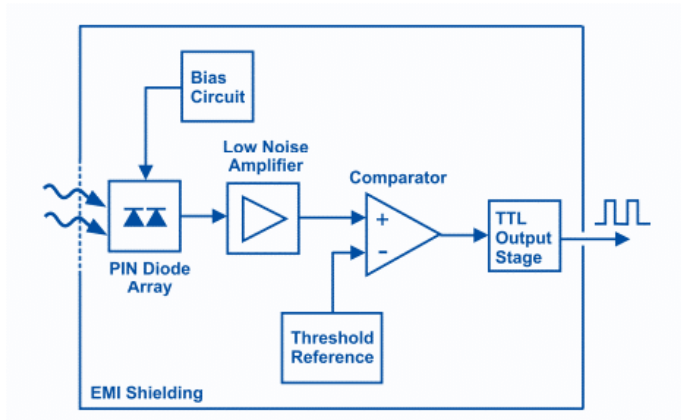 Bias
Circuit
Low Noise
Amplifier
Comparator
+
-
TTL
Output
Stage
PIN Diode
Array
Threshold
Reference
EMI Shielding